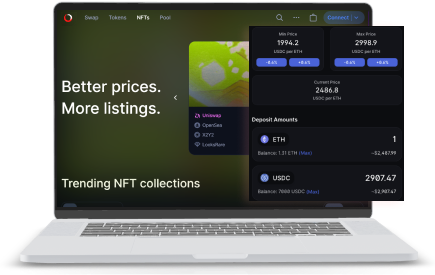 Swap Tokens NFTs Pool
Connect
Better prices.
More listings.
Uniswap
OpenSea
X2Y2
LooksRare
Trending NFT collections
Min Price
1994.2
USDC per ETH
-0.6%
+0.6%
Max Price
2998.9
USDC per ETH
-0.6%
+0.6%
Current Price
2486.8
USDC per ETH
Deposit Amounts
ETH 1
Balance: 1.31 ETH (Max) ~$2,487.99
USDC 2907.47
Balance: 7660 USDC (Max) ~$2,907.47